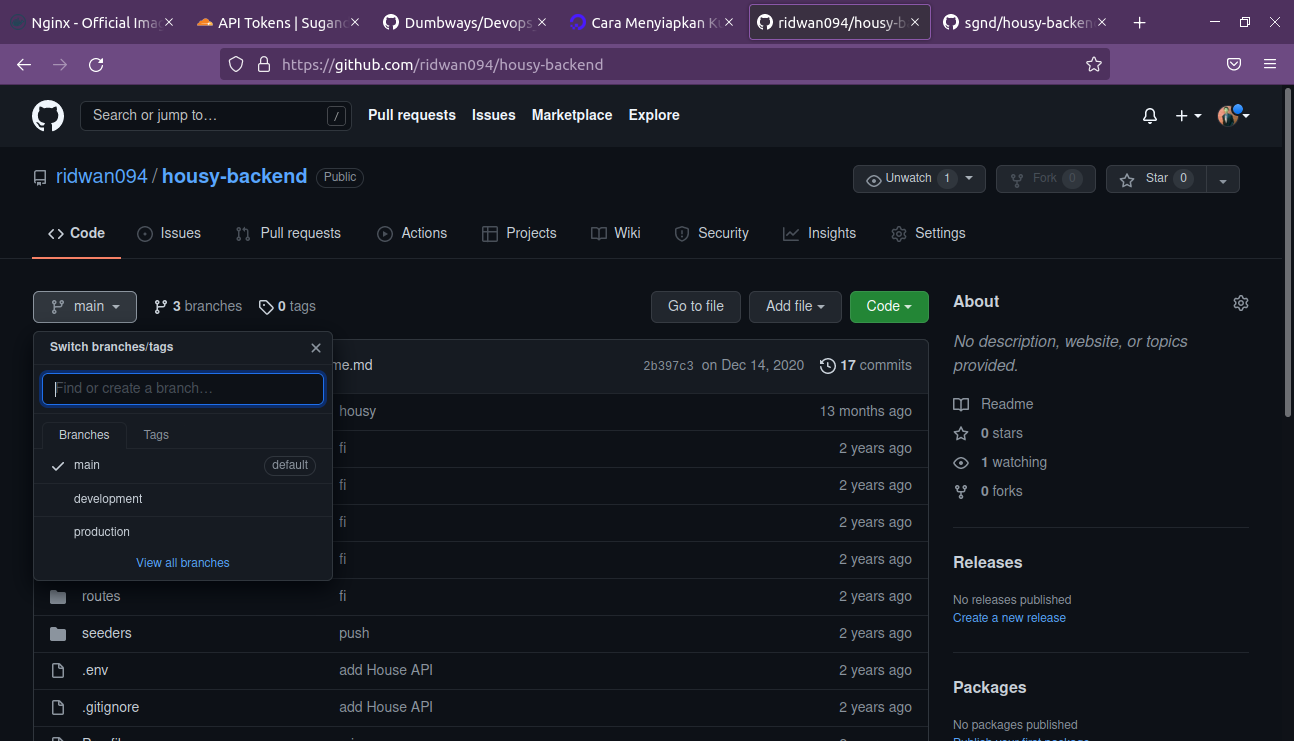 Nginx - Official Ima
API Tokens | Sugan
Dumbways/Devops
Cara Menyiapkan Ku
ridwan094/housy-b
sgnd/housy-backen
https://github.com/ridwan094/housy-backend
Search or jump to…
/
Pull requests
Issues
Marketplace
Explore
ridwan094 / housy-backend
Public
Unwatch 1
Fork 0
Star 0
Code
Issues
Pull requests
Actions
Projects
Wiki
Security
Insights
Settings
main
3 branches
0 tags
Go to file
Add file
Code
Switch branches/tags
Find or create a branch…
Branches
Tags
main
default
development
production
View all branches
me.md
2b397c3 on Dec 14, 2020
17 commits
housy
13 months ago
fi
2 years ago
fi
2 years ago
fi
2 years ago
fi
2 years ago
routes
fi
2 years ago
seeders
push
2 years ago
.env
add House API
2 years ago
.gitignore
add House API
2 years ago
About
No description, website, or topics
provided.
Readme
0 stars
1 watching
0 forks
Releases
No releases published
Create a new release
Packages
No packages published
Publish your first package